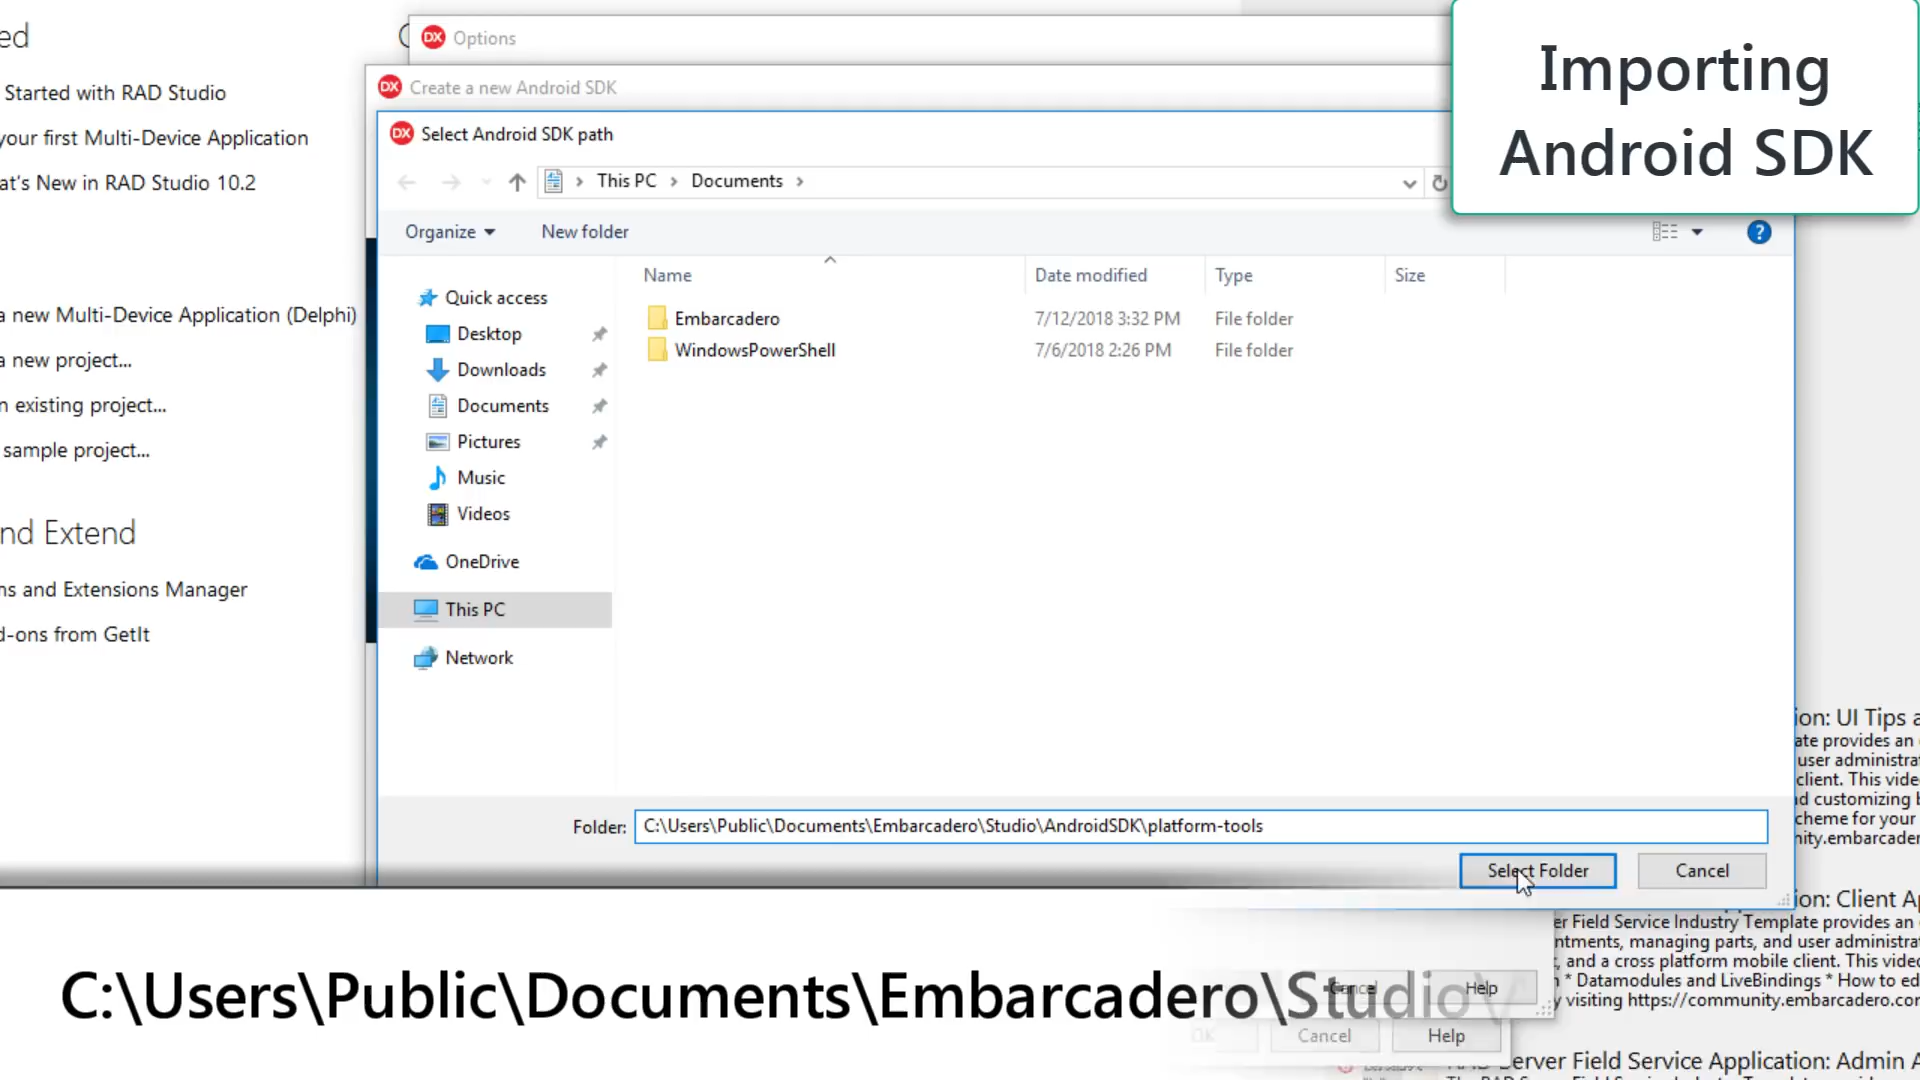 ed
Options
Importing
Android SDK
Create a new Android SDK
Started with RAD Studio
Select Android SDK path
your first Multi-Device Application
at's New in RAD Studio 10.2
This PC > Documents >
Organize
New folder
Name
Date modified
Type
Size
Quick access
Embarcadero
7/12/2018 3:32 PM
File folder
WindowsPowerShell
7/6/2018 2:26 PM
File folder
Desktop
Downloads
Documents
Pictures
Music
Videos
OneDrive
This PC
Network
a new Multi-Device Application (Delphi)
a new project...
n existing project...
sample project...
nd Extend
ns and Extensions Manager
d-ons from GetIt
Folder:
C:\Users\Public\Documents\Embarcadero\Studio\AndroidSDK\platform-tools
Select Folder
Cancel
ion: UI Tips a
ate provides an
user administra
client. This vide
nd customizing
cheme for your
nity.embarcader
ion: Client Ap
er Field Service Industry Template provides an
ntments, managing parts, and user administra
, and a cross platform mobile client. This video
* Datamodules and LiveBindings * How to ed
y visiting https://community.embarcadero.co
C:\Users\Public\Documents\Embarcadero\Studio\
Cancel
Help
OK
Cancel
Help
Server Field Service Application: Admin A